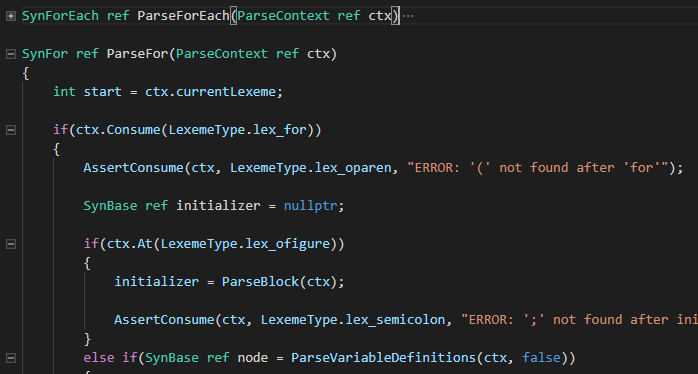 SynForEach ref ParseForEach(ParseContext ref ctx)...
SynFor ref ParseFor(ParseContext ref ctx)
{
int start = ctx.currentLexeme;
if(ctx.Consume(LexemeType.lex_for))
{
AssertConsume(ctx, LexemeType.lex_oparen, "ERROR: '(' not found after 'for'");
SynBase ref initializer = nullptr;
if(ctx.At(LexemeType.lex_ofigure))
{
initializer = ParseBlock(ctx);
AssertConsume(ctx, LexemeType.lex_semicolon, "ERROR: ';' not found after ini
}
else if(SynBase ref node = ParseVariableDefinitions(ctx, false))
{